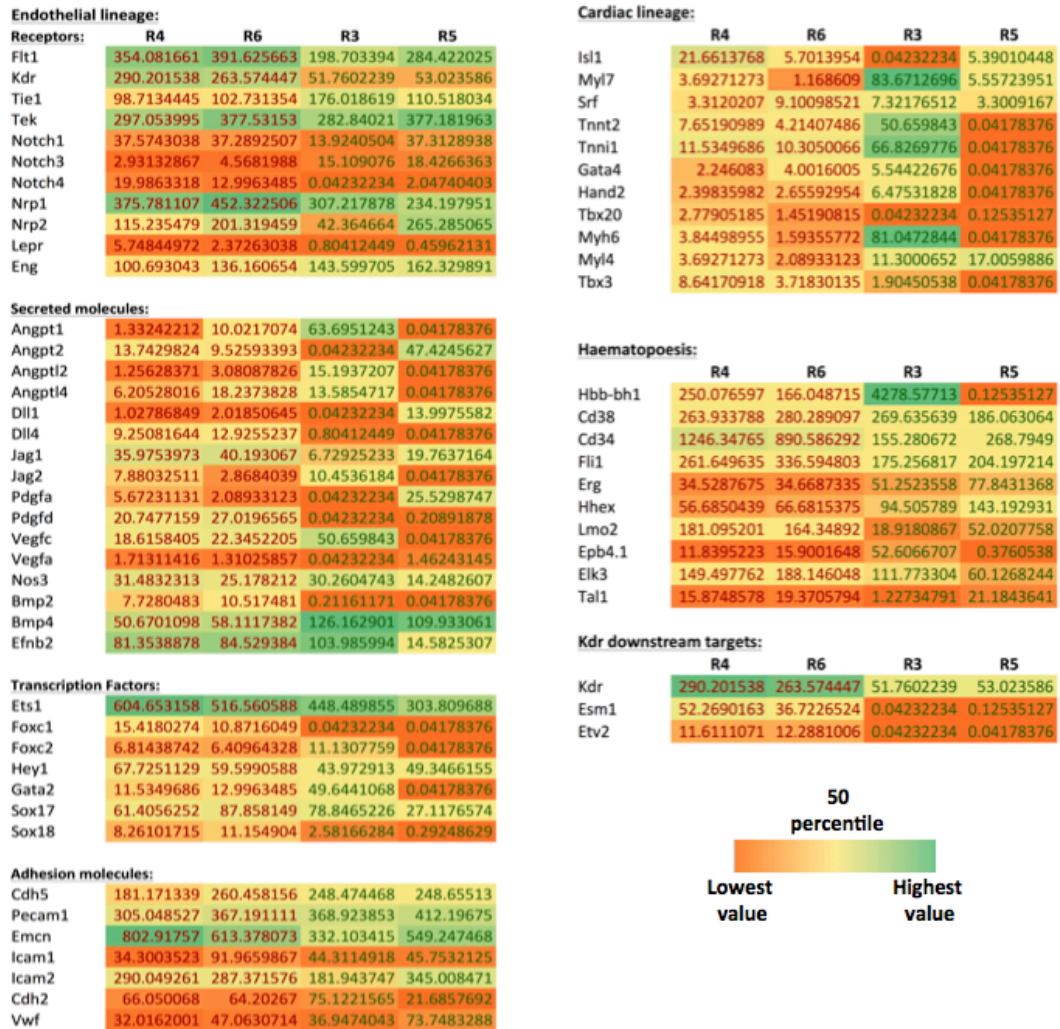 Endothelial lineage:
Receptors: R4 R6 R3 R5
Flt1 354.081661 391.625663 198.703394 284.422025
Kdr 290.201538 263.574447 51.7602239 53.023586
Tie1 98.7134445 102.731354 176.018619 110.518034
Tek 297.053995 377.53153 282.84021 377.181963
Notch1 37.5743038 37.2892507 13.9240504 37.3128938
Notch3 2.93132867 4.5681988 15.109076 18.4266363
Notch4 19.9863318 12.9963485 0.04232234 2.04740403
Nrp1 375.781107 452.322506 307.217878 234.197951
Nrp2 115.235479 201.319459 42.364664 265.285065
Lepr 5.74844972 2.37263038 0.80412449 0.45962131
Eng 100.693043 136.160654 143.599705 162.329891
Secreted molecules:
Angpt1 1.33242212 10.0217074 63.6951243 0.04178376
Angpt2 13.7429824 9.52593393 0.04232234 47.4245627
Angptl2 1.25628371 3.08087826 15.1937207 0.04178376
Angptl4 6.20528016 18.2373828 13.5854717 0.04178376
Dll1 1.02786849 2.01850645 0.04232234 13.9975582
Dll4 9.25081644 12.9255237 0.80412449 0.04178376
Jag1 35.9753973 40.193067 6.72925233 19.7637164
Jag2 7.88032511 2.8684039 10.4536184 0.04178376
Pdgfa 5.67231131 2.08933123 0.04232234 25.5298747
Pdgfd 20.7477159 27.0196565 0.04232234 0.20891878
Vegfc 18.6158405 22.3452205 50.659843 0.04178376
Vegfa 1.71311416 1.31025857 0.04232234 1.46243145
Nos3 31.4832313 25.178212 30.2604743 14.2482607
Bmp2 7.7280483 10.517481 0.21161171 0.04178376
Bmp4 50.6701098 58.1117382 126.162901 109.933061
Efnb2 81.3538878 84.529384 103.985994 14.5825307
Transcription Factors:
Ets1 604.653158 516.560588 448.489855 303.809688
Foxc1 15.4180274 10.8716049 0.04232234 0.04178376
Foxc2 6.81438742 6.40964328 11.1307759 0.04178376
Hey1 67.7251129 59.5990588 43.972913 49.3466155
Gata2 11.5349686 12.9963485 49.6441068 0.04178376
Sox17 61.4056252 87.858149 78.8465226 27.1176574
Sox18 8.26101715 11.154904 2.58166284 0.29248629
Adhesion molecules:
Cdh5 181.171339 260.458156 248.474468 248.65513
Pecam1 305.048527 367.191111 368.923853 412.19675
Emcn 802.91757 613.378073 332.103415 549.247468
Icam1 34.3003523 91.9659867 44.3114918 45.7532125
Icam2 290.049261 287.371576 181.943747 345.008471
Cdh2 66.050068 64.20267 75.1221565 21.6857692
Vwf 32.0162001 47.0630714 36.9474043 73.7483288
Cardiac lineage:
R4 R6 R3 R5
Isl1 21.6613768 5.7013954 0.04232234 5.39010448
Myl7 3.69271273 1.168609 83.6712696 5.55723951
Srf 3.3120207 9.10098521 7.32176512 3.3009167
Tnnt2 7.65190989 4.21407486 50.659843 0.04178376
Tnni1 11.5349686 10.3050066 66.8269776 0.04178376
Gata4 2.246083 4.0016005 5.54422676 0.04178376
Hand2 2.39835982 2.65592954 6.47531828 0.04178376
Tbx20 2.77905185 1.45190815 0.04232234 0.12535127
Myh6 3.84498955 1.59355772 81.0472844 0.04178376
Myl4 3.69271273 2.08933123 11.3000652 17.0059886
Tbx3 8.64170918 3.71830135 1.90450538 0.04178376
Haematopoesis:
R4 R6 R3 R5
Hbb-bh1 250.076597 166.048715 4278.57713 0.12535127
Cd38 263.933788 280.289097 269.635639 186.063064
Cd34 1246.34765 890.586292 155.280672 268.7949
Fli1 261.649635 336.594803 175.256817 204.197214
Erg 34.5287675 34.6687335 51.2523558 77.8431368
Hhex 56.6850439 66.6815375 94.505789 143.192931
Lmo2 181.095201 164.34892 18.9180867 52.0207758
Epb4.1 11.8395223 15.9001648 52.6066707 0.3760538
Elk3 149.497762 188.146048 111.773304 60.1268244
Tal1 15.8748578 19.3705794 1.22734791 21.1843641
Kdr downstream targets:
R4 R6 R3 R5
Kdr 290.201538 263.574447 51.7602239 53.023586
Esm1 52.2690163 36.7226524 0.04232234 0.12535127
Etv2 11.6111071 12.2881006 0.04232234 0.04178376
50
percentile
Lowest Highest
value value